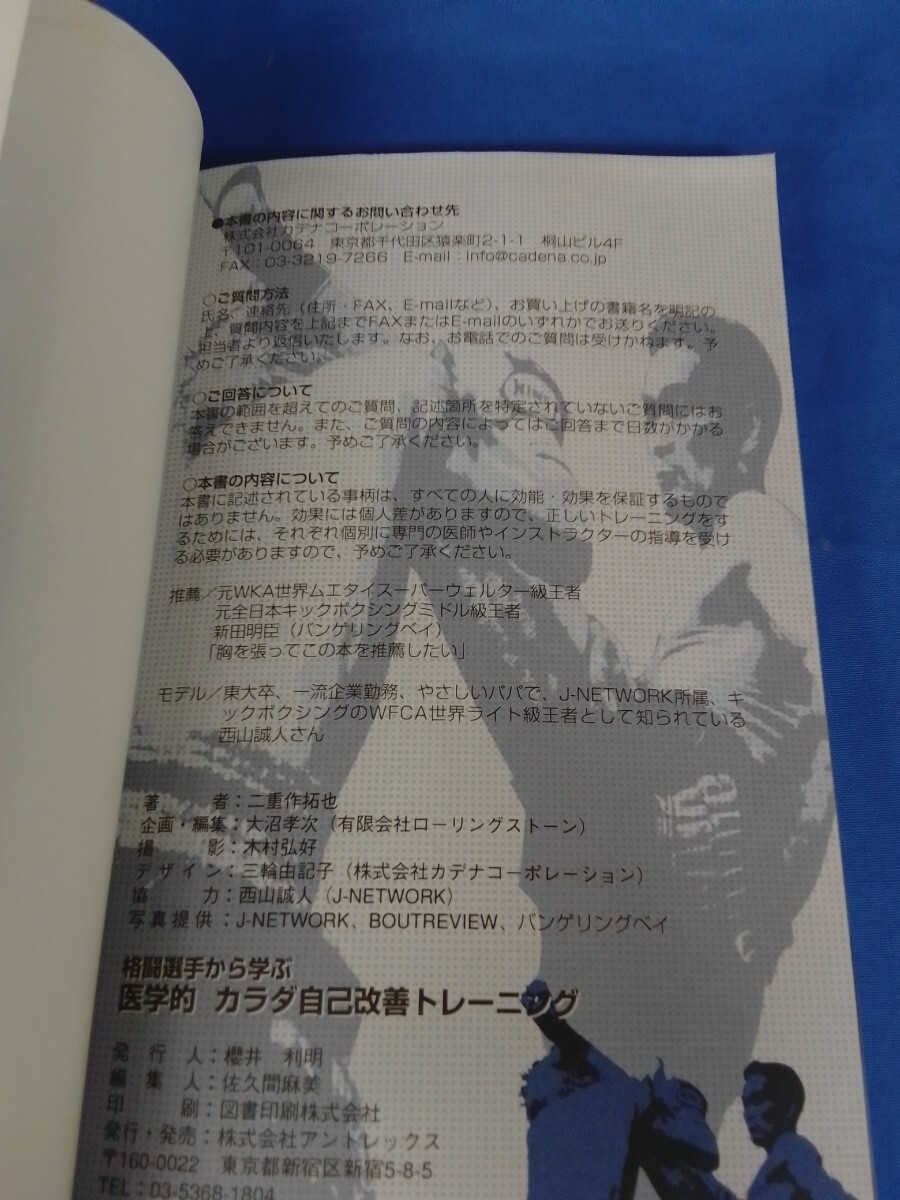 ●本書の内容に関するお問い合わせ先
株式会社カデナコーポレーション
〒101-0064　東京都千代田区猿楽町2-1-1　桐山ビル4F
FAX：03-3219-7266　E-mail：info@cadena.co.jp
○ご質問方法
氏名、連絡先（住所・FAX、E-mailなど）、お買い上げの書籍名を明記の
上、質問内容を上記までFAXまたはE-mailのいずれかでお送りください。
担当者より返信いたします。なお、お電話でのご質問は受けかねます。予
めご了承ください。
○ご回答について
本書の範囲を超えてのご質問、記述箇所を特定されていないご質問にはお
答えできません。また、ご質問の内容によってはご回答まで日数がかかる
場合がございます。予めご了承ください。
○本書の内容について
本書に記述されている事柄は、すべての人に効能・効果を保証するもので
はありません。効果には個人差がありますので、正しいトレーニングをす
るためには、それぞれ個別に専門の医師やインストラクターの指導を受け
る必要がありますので、予めご了承ください。
推薦／元WKA世界ムエタイスーパーウェルター級王者
元全日本キックボクシングミドル級王者
新田明臣（バンゲリングベイ）
「胸を張ってこの本を推薦したい」
モデル／東大卒、一流企業勤務、やさしいパパで、J-NETWORK所属、キ
ックボクシングのWFCA世界ライト級王者として知られている
西山誠人さん
著　　者：二重作拓也
企画・編集：大沼孝次（有限会社ローリングストーン）
撮　　影：木村弘好
デザイン：三輪由記子（株式会社カデナコーポレーション）
協　　力：西山誠人（J-NETWORK）
写真提供：J-NETWORK、BOUTREVIEW、バンゲリングベイ
格闘選手から学ぶ
医学的　カラダ自己改善トレーニング
発行人：櫻井　利明
編集人：佐久間麻美
印　　刷：図書印刷株式会社
発行・発売：株式会社アントレックス
〒160-0022　東京都新宿区新宿5-8-5
TEL：03-5368-1804